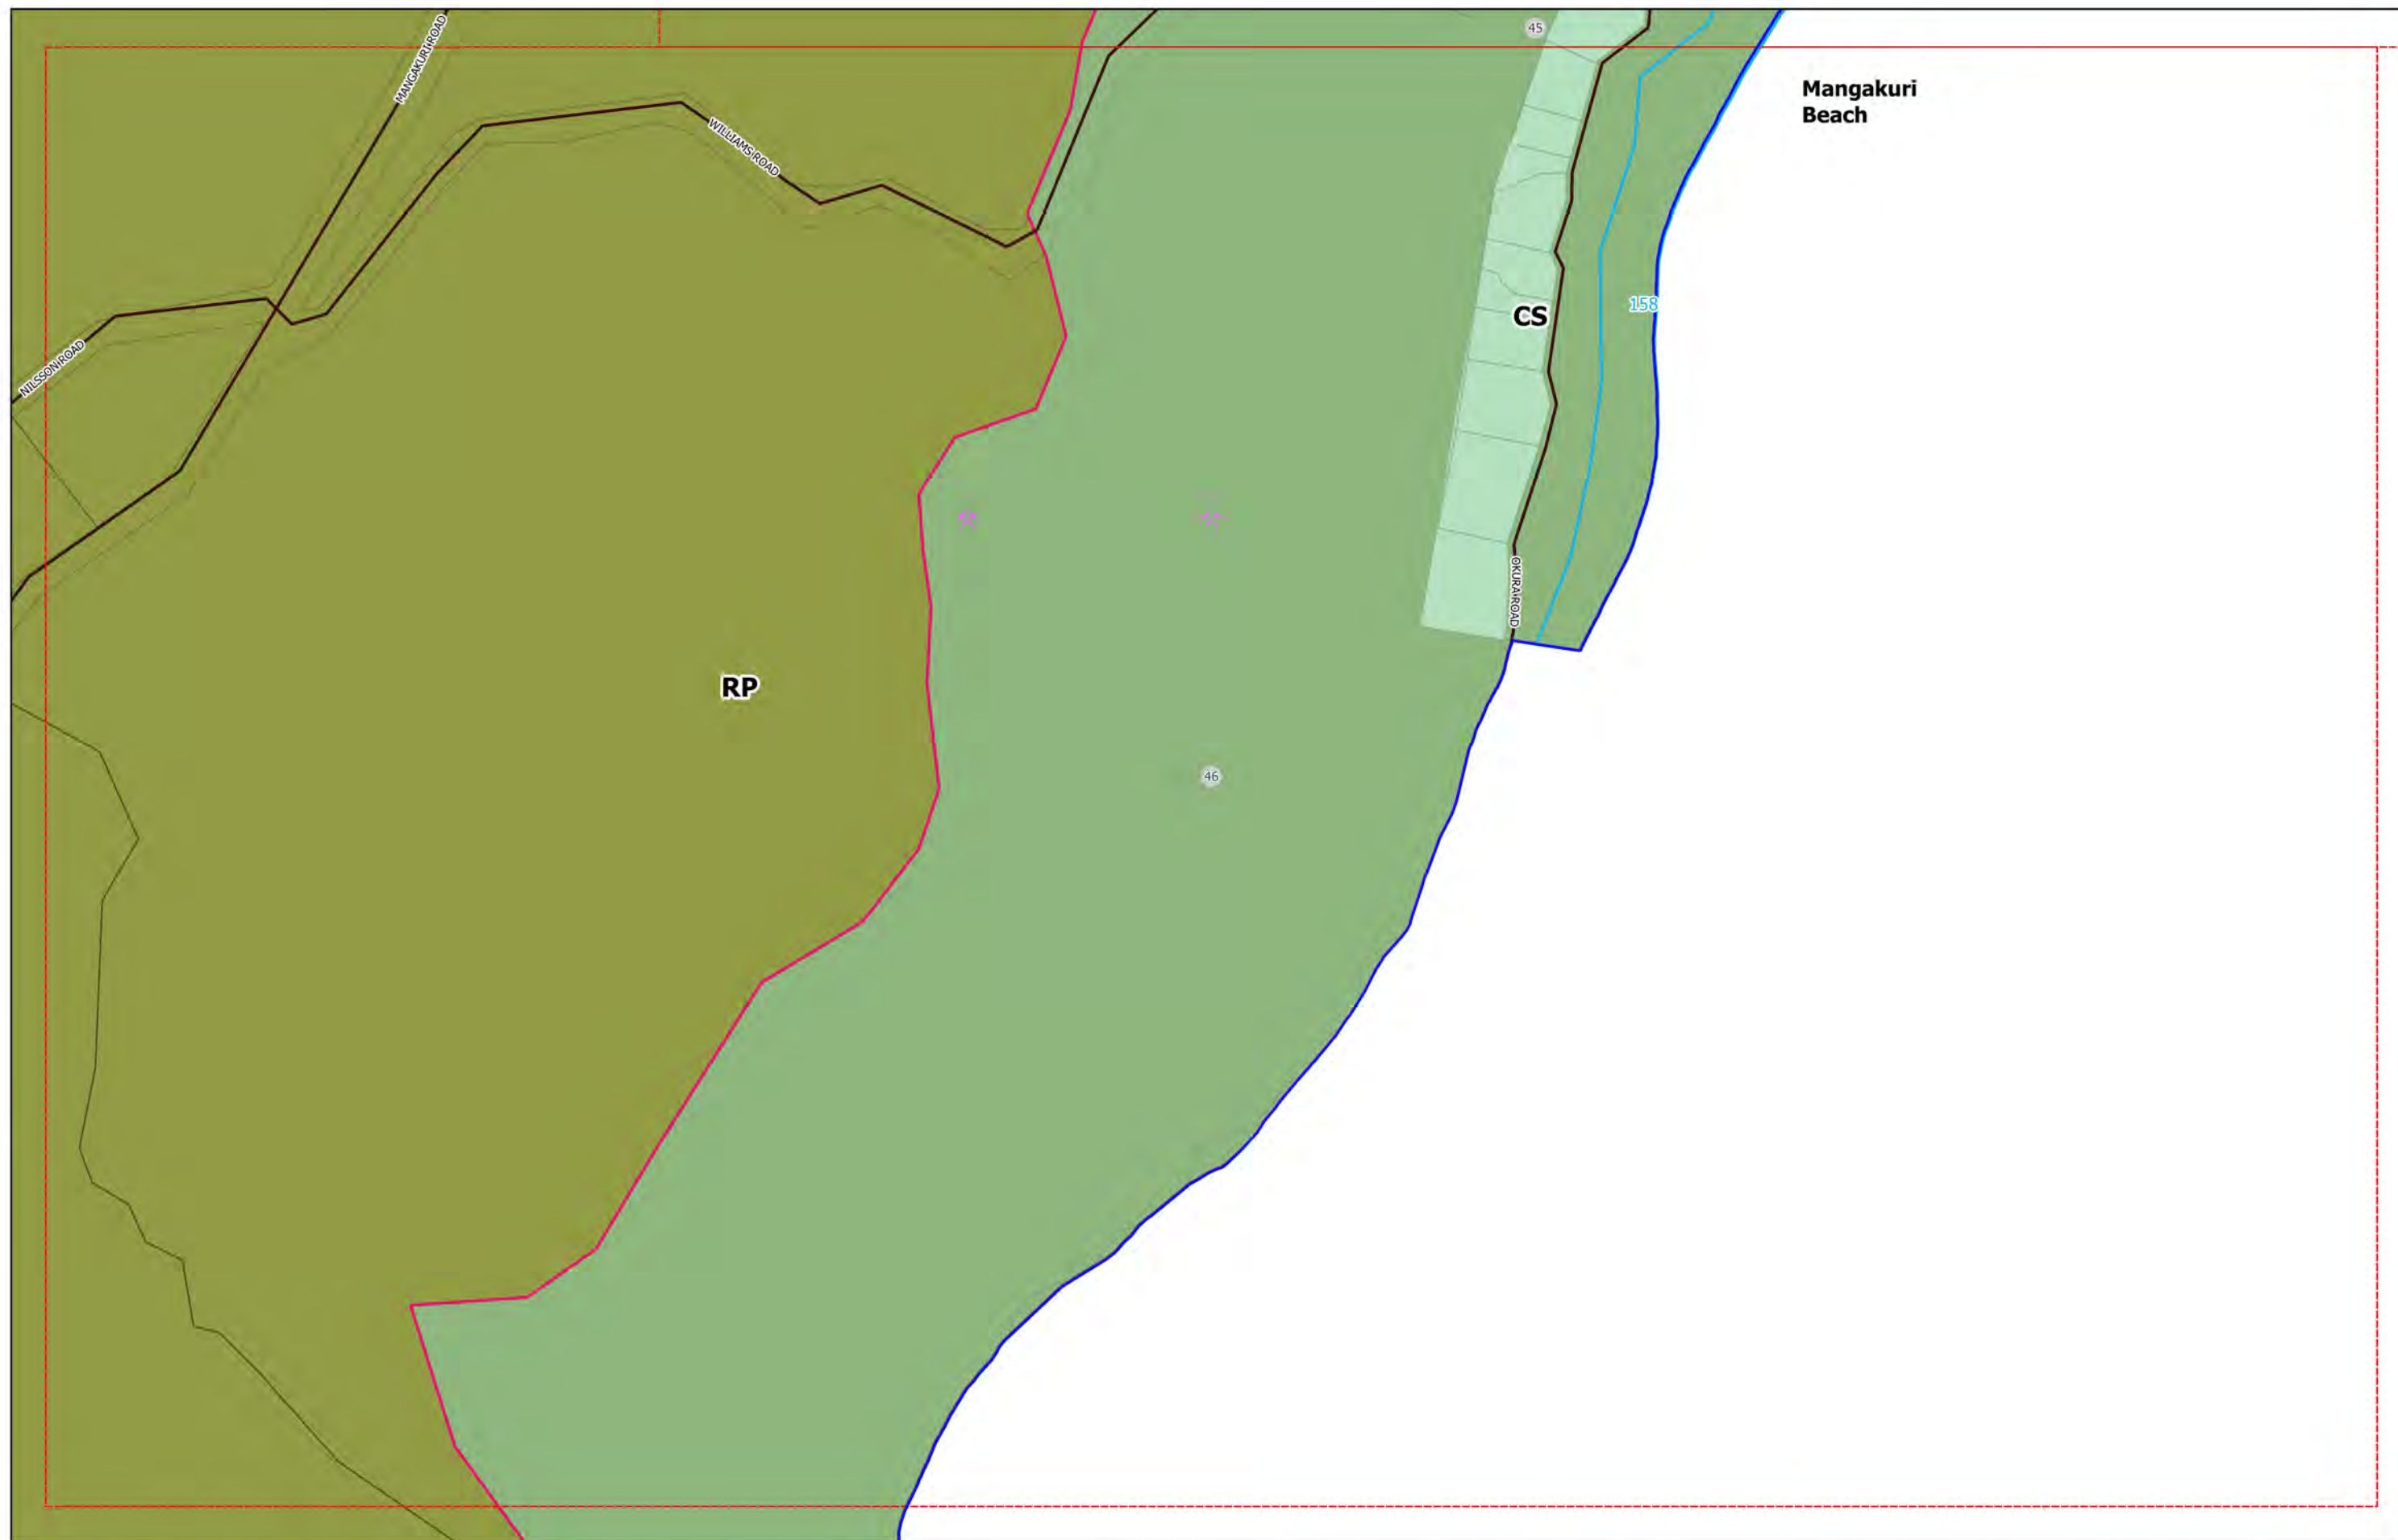 45
MANGAKURI ROAD
Mangakuri
Beach
WILLIAMS ROAD
158
CS
NILSSON ROAD
OKURA ROAD
RP
46